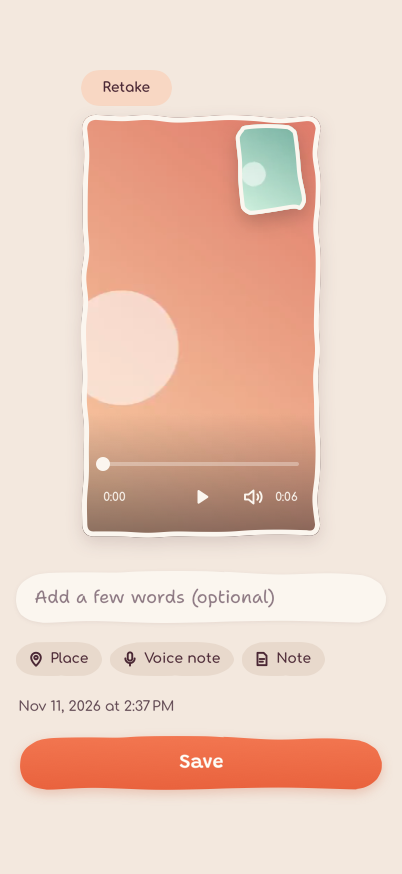 Retake
0:00
0:06
Add a few words (optional)
Place
Voice note
Note
Nov 11, 2026 at 2:37 PM
Save